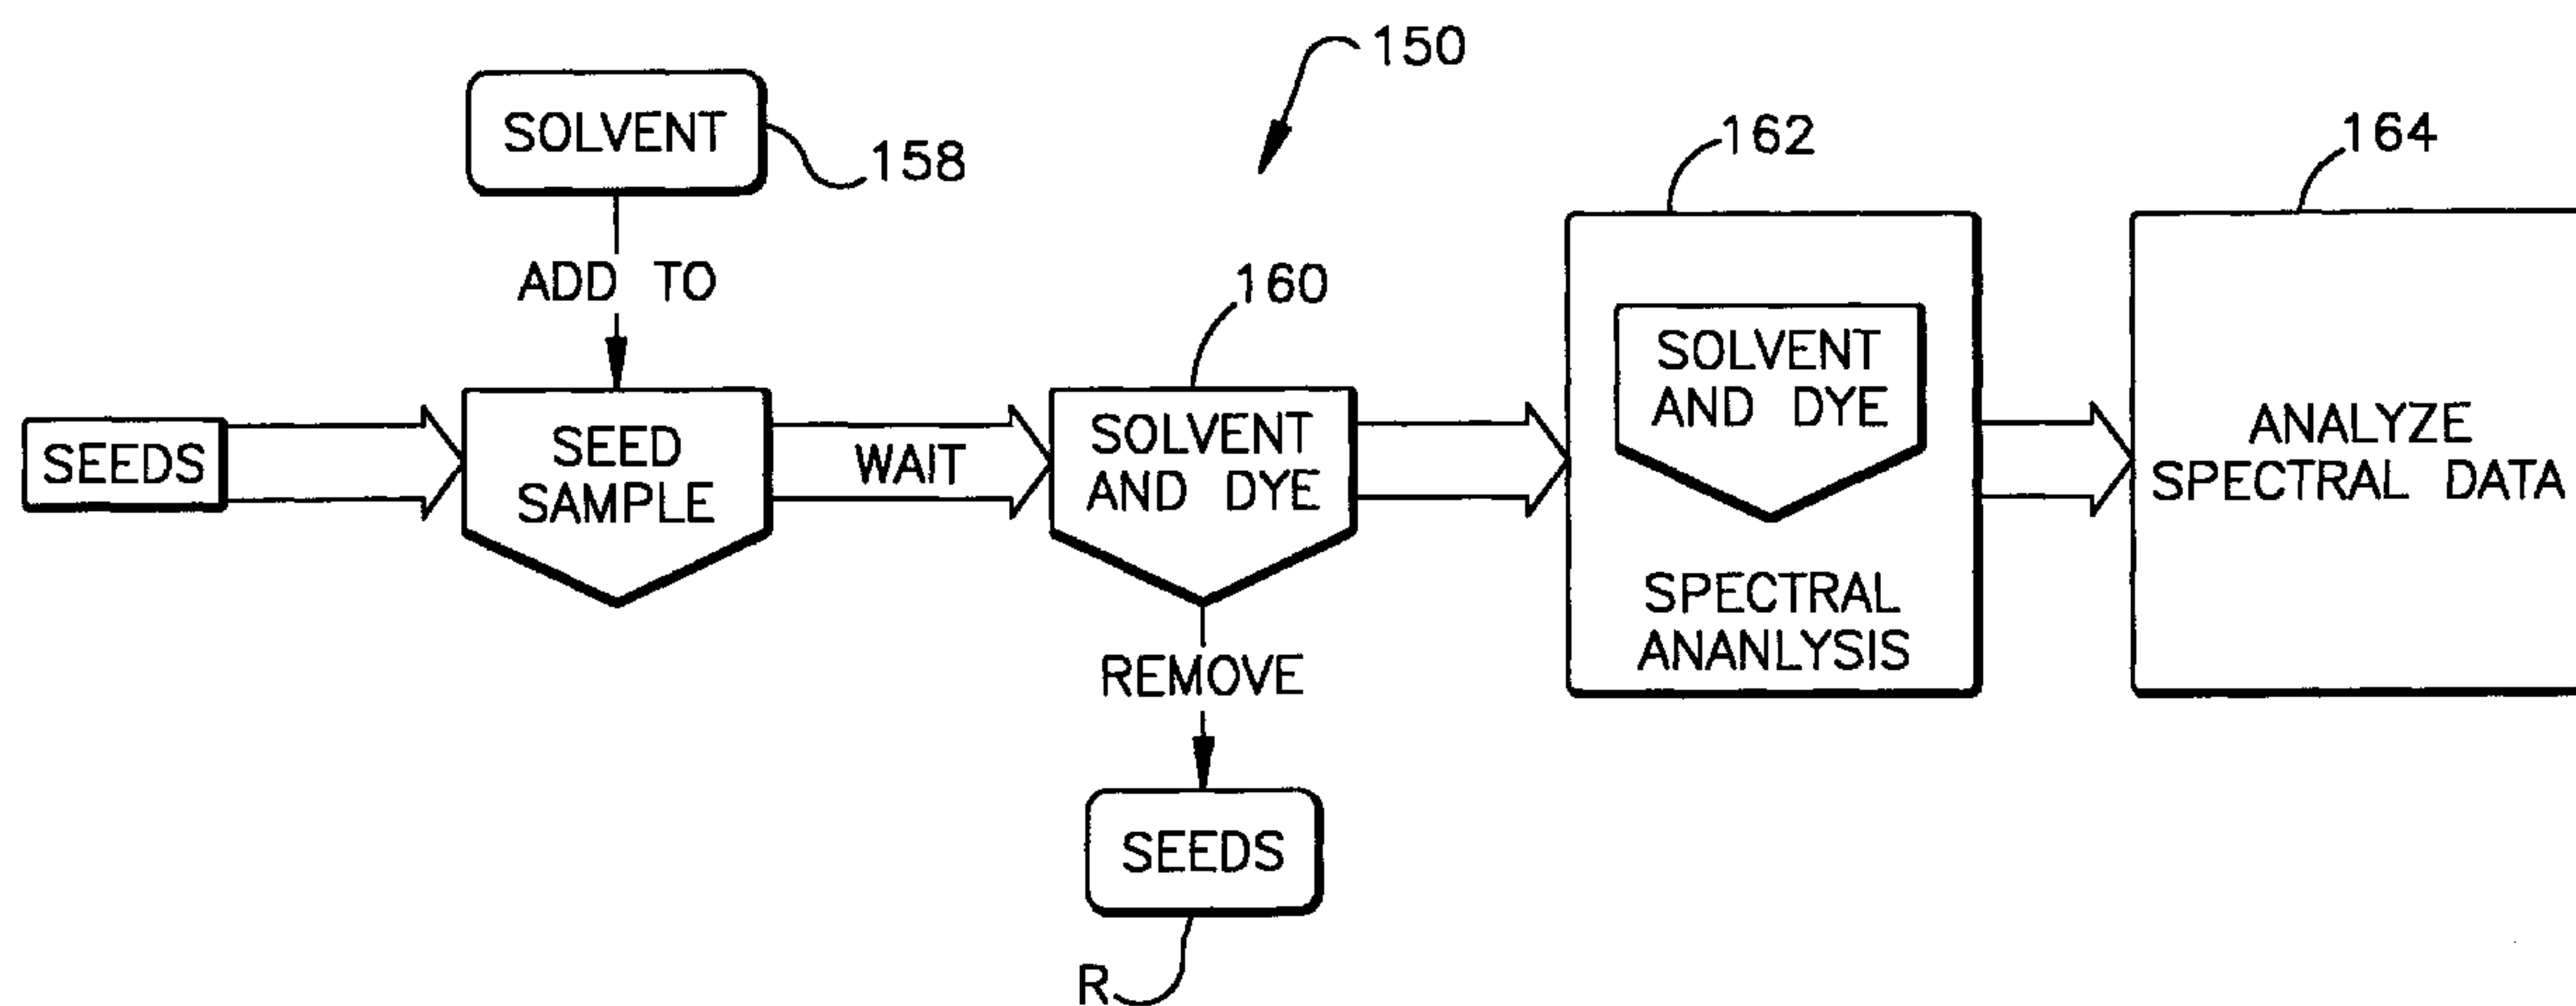 150
SOLVENT
158
162
164
ADD TO
160
SEEDS
SEED
SAMPLE
WAIT
SOLVENT
AND DYE
SOLVENT
AND DYE
SPECTRAL
ANANLYSIS
ANALYZE
SPECTRAL DATA
REMOVE
SEEDS
R